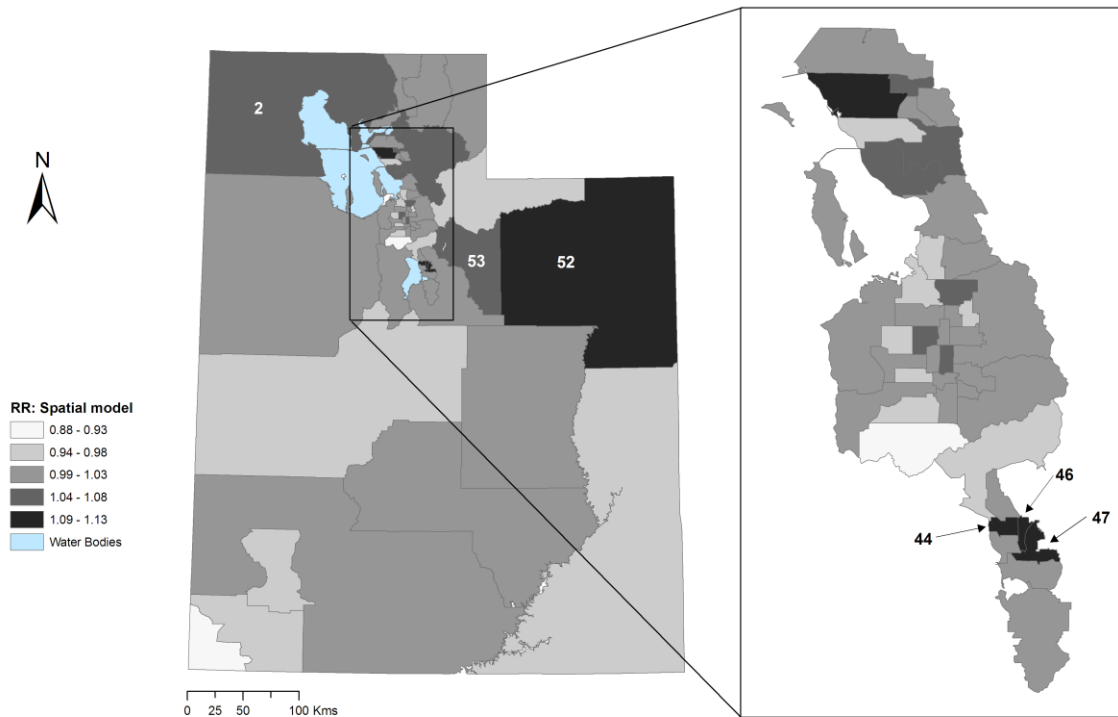 2
N
53
52
RR: Spatial model
0.88 - 0.93
0.94 - 0.98
0.99 - 1.03
1.04 - 1.08
1.09 - 1.13
Water Bodies
46
44
47
0 25 50 100 Kms